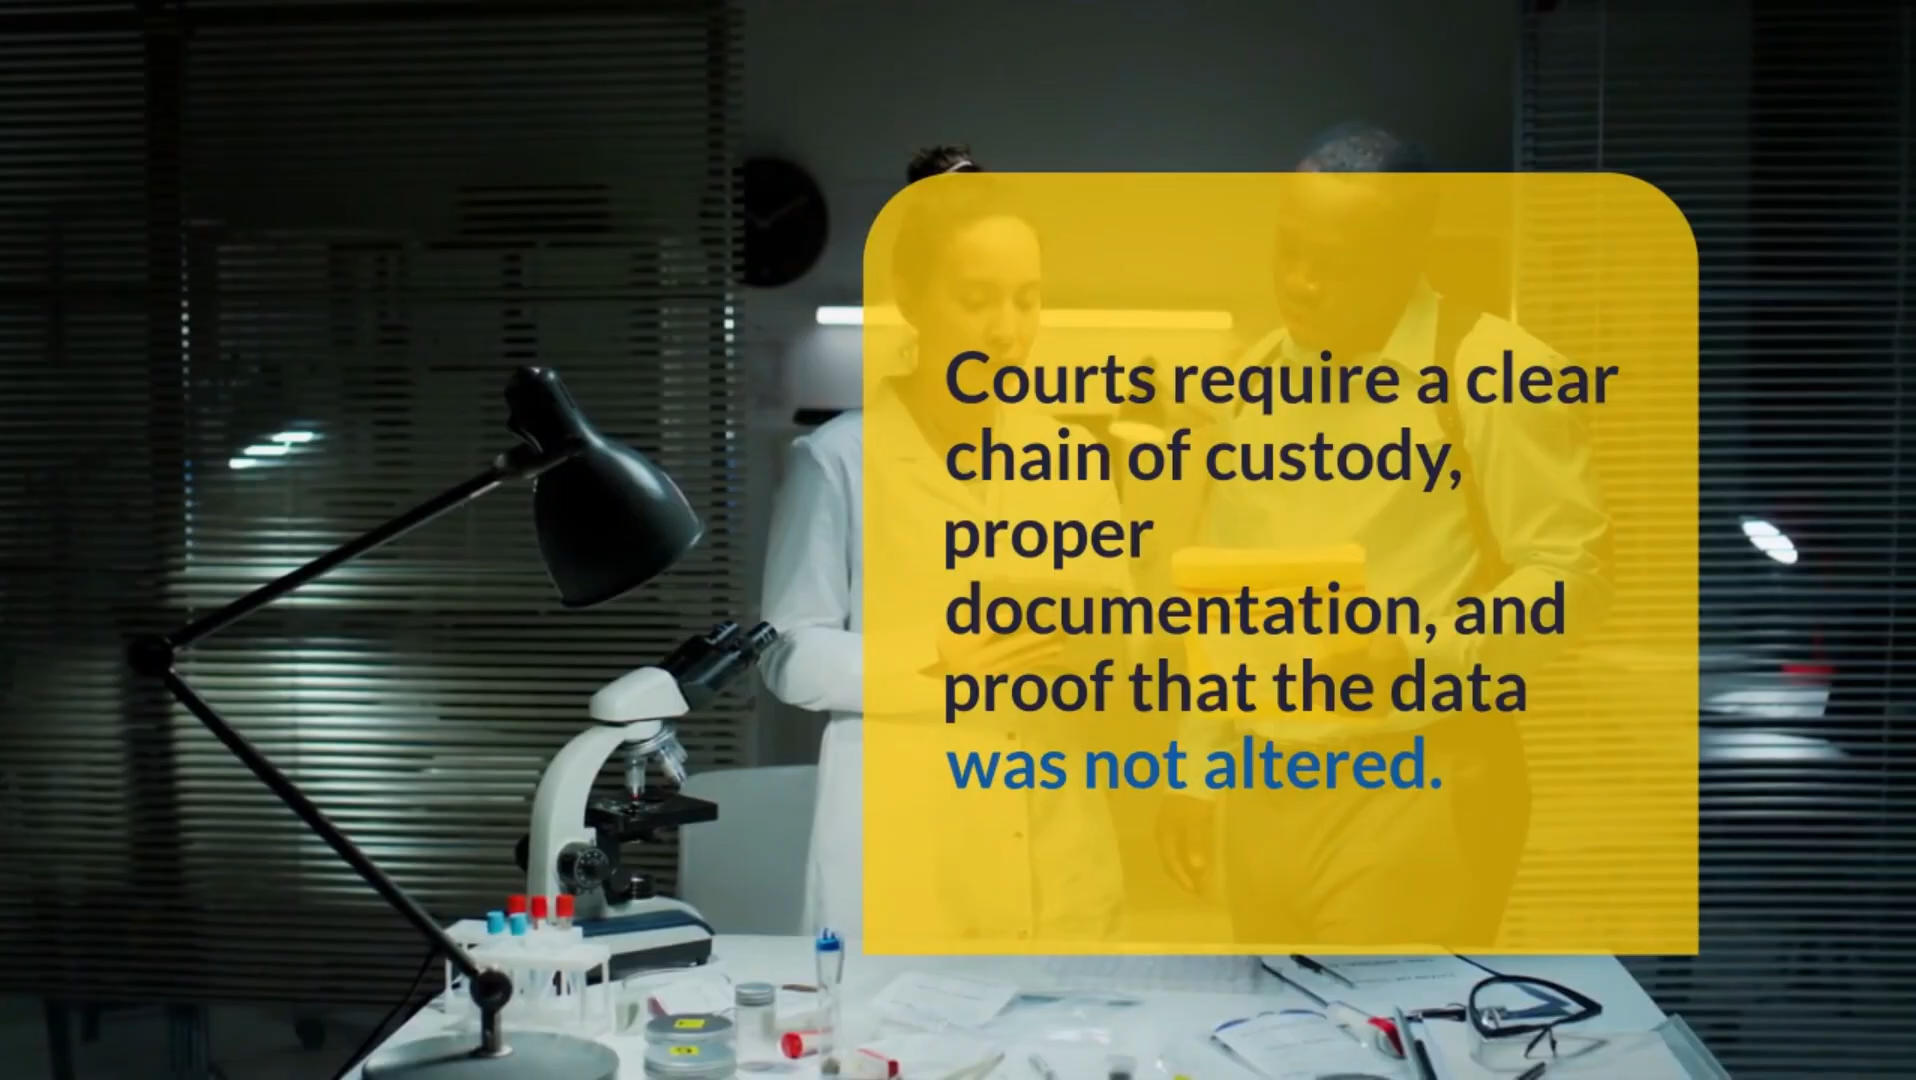 Courts require a clear
chain of custody,
proper
documentation, and
proof that the data
was not altered.